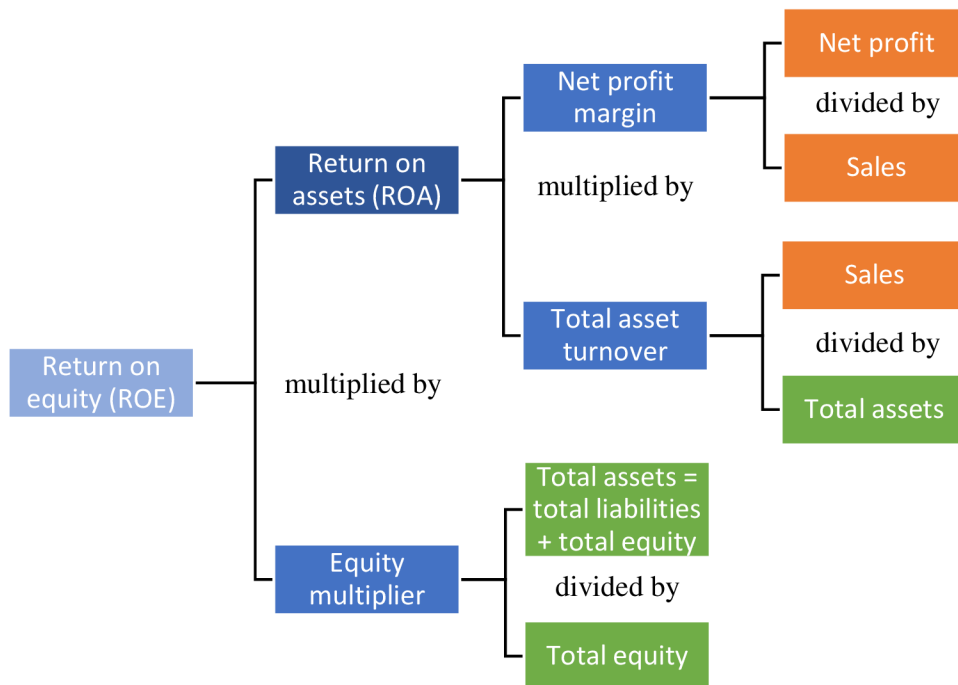 Net profit
Net profit
margin
divided by
Return on
assets (ROA)
multiplied by
Sales
Sales
Total asset
turnover
divided by
Return on
equity (ROE)
multiplied by
Total assets
Total assets =
total liabilities
+ total equity
Equity
multiplier
divided by
Total equity